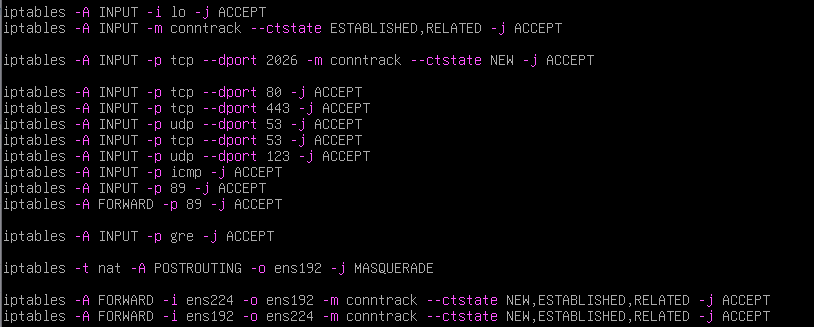 iptables -A INPUT -i lo -j ACCEPT
iptables -A INPUT -m conntrack --ctstate ESTABLISHED,RELATED -j ACCEPT
iptables -A INPUT -p tcp --dport 2026 -m conntrack --ctstate NEW -j ACCEPT
iptables -A INPUT -p tcp --dport 80 -j ACCEPT
iptables -A INPUT -p tcp --dport 443 -j ACCEPT
iptables -A INPUT -p udp --dport 53 -j ACCEPT
iptables -A INPUT -p tcp --dport 53 -j ACCEPT
iptables -A INPUT -p udp --dport 123 -j ACCEPT
iptables -A INPUT -p icmp -j ACCEPT
iptables -A INPUT -p 89 -j ACCEPT
iptables -A FORWARD -p 89 -j ACCEPT
iptables -A INPUT -p gre -j ACCEPT
iptables -t nat -A POSTROUTING -o ens192 -j MASQUERADE
iptables -A FORWARD -i ens224 -o ens192 -m conntrack --ctstate NEW,ESTABLISHED,RELATED -j ACCEPT
iptables -A FORWARD -i ens192 -o ens224 -m conntrack --ctstate NEW,ESTABLISHED,RELATED -j ACCEPT